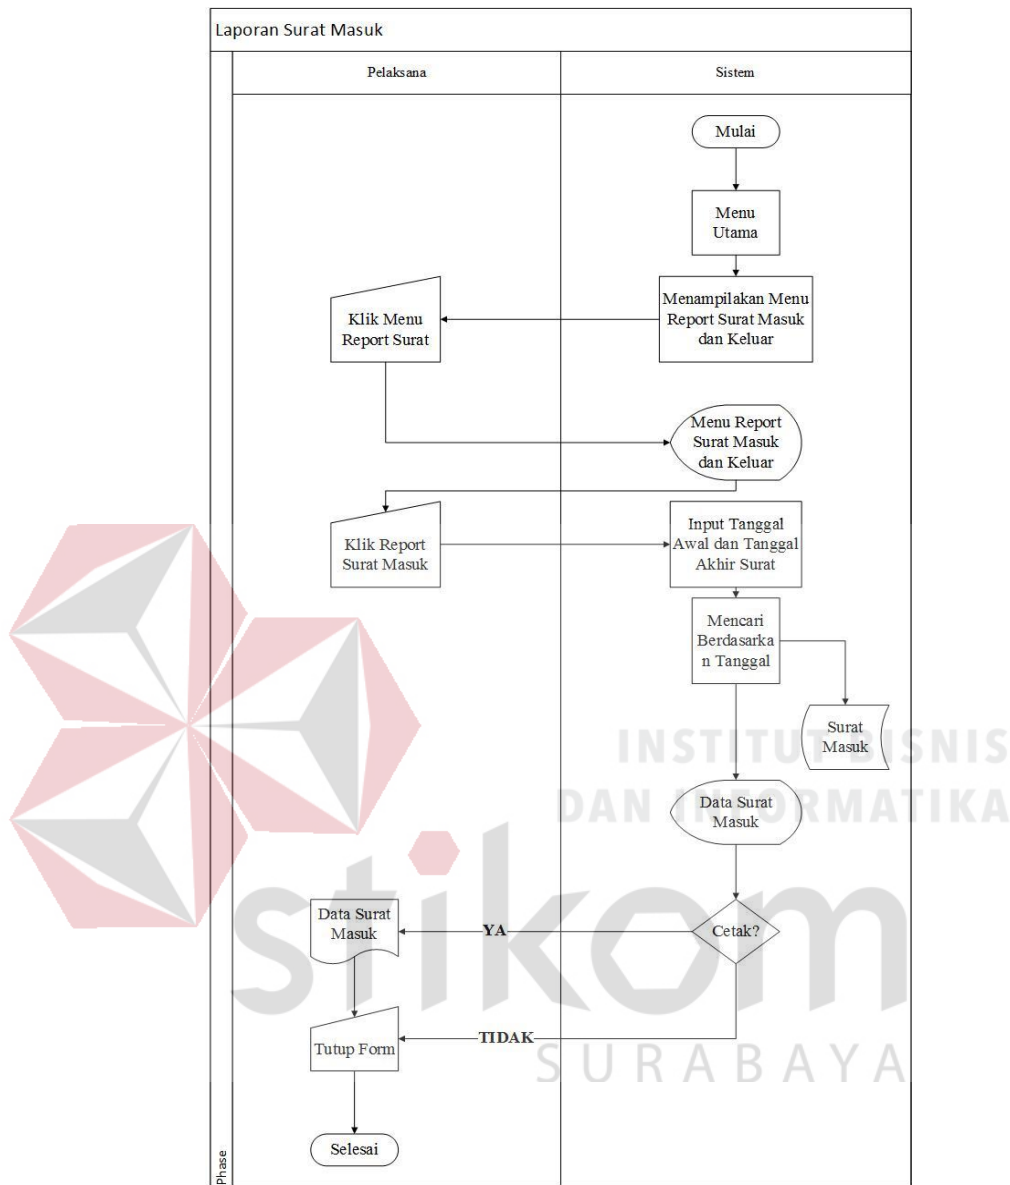 Laporan Surat Masuk
Pelaksana
Sistem
Mulai
Menu
Utama
Menampilakan Menu
Report Surat Masuk
dan Keluar
Klik Menu
Report Surat
Menu Report
Surat Masuk
dan Keluar
Klik Report
Surat Masuk
Input Tanggal
Awal dan Tanggal
Akhir Surat
Mencari
Berdasarka
n Tanggal
Surat
Masuk
INSTITUT BISNIS
DAN INFORMATIKA
Data Surat
Masuk
stikom
Cetak?
YA
Data Surat
Masuk
TIDAK
Tutup Form
SURABAYA
Selesai
Phase